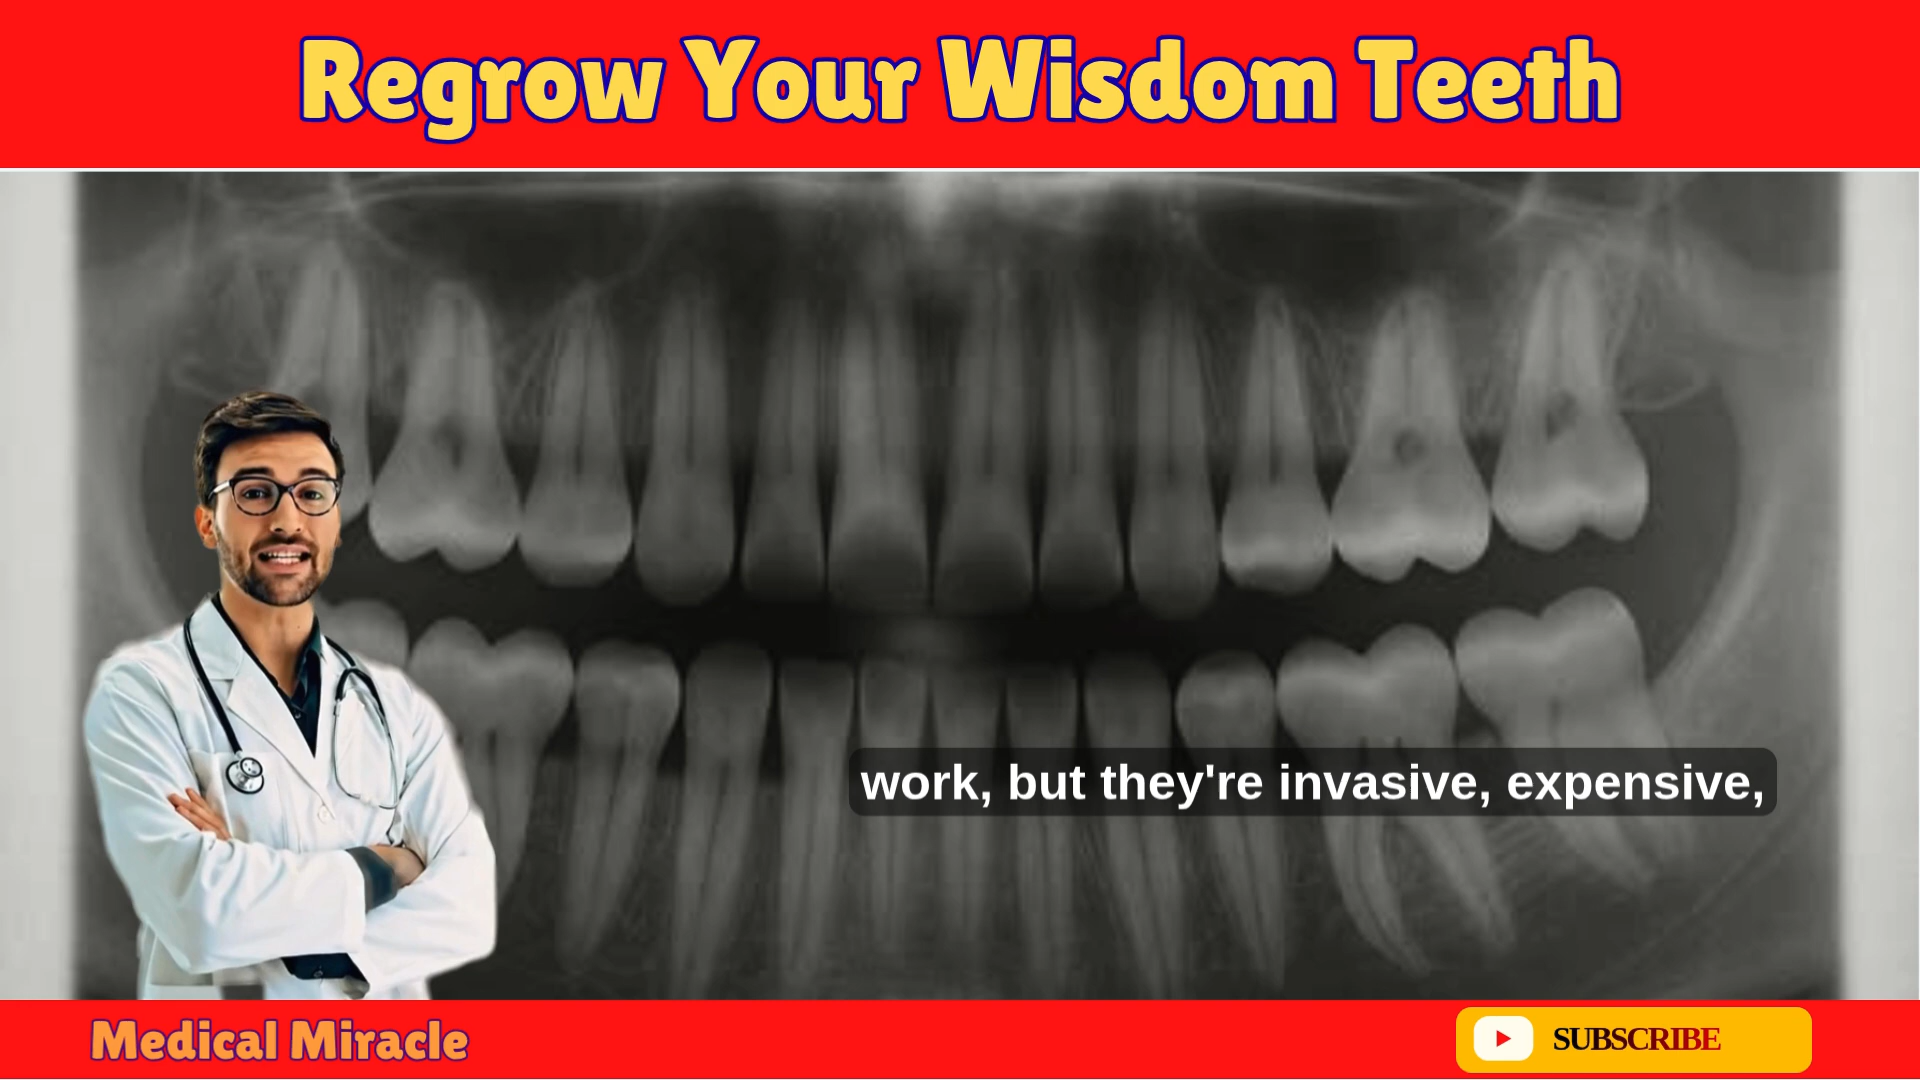 Regrow Your Wisdom Teeth
work, but they're invasive, expensive,
Medical Miracle
SUBSCRIBE